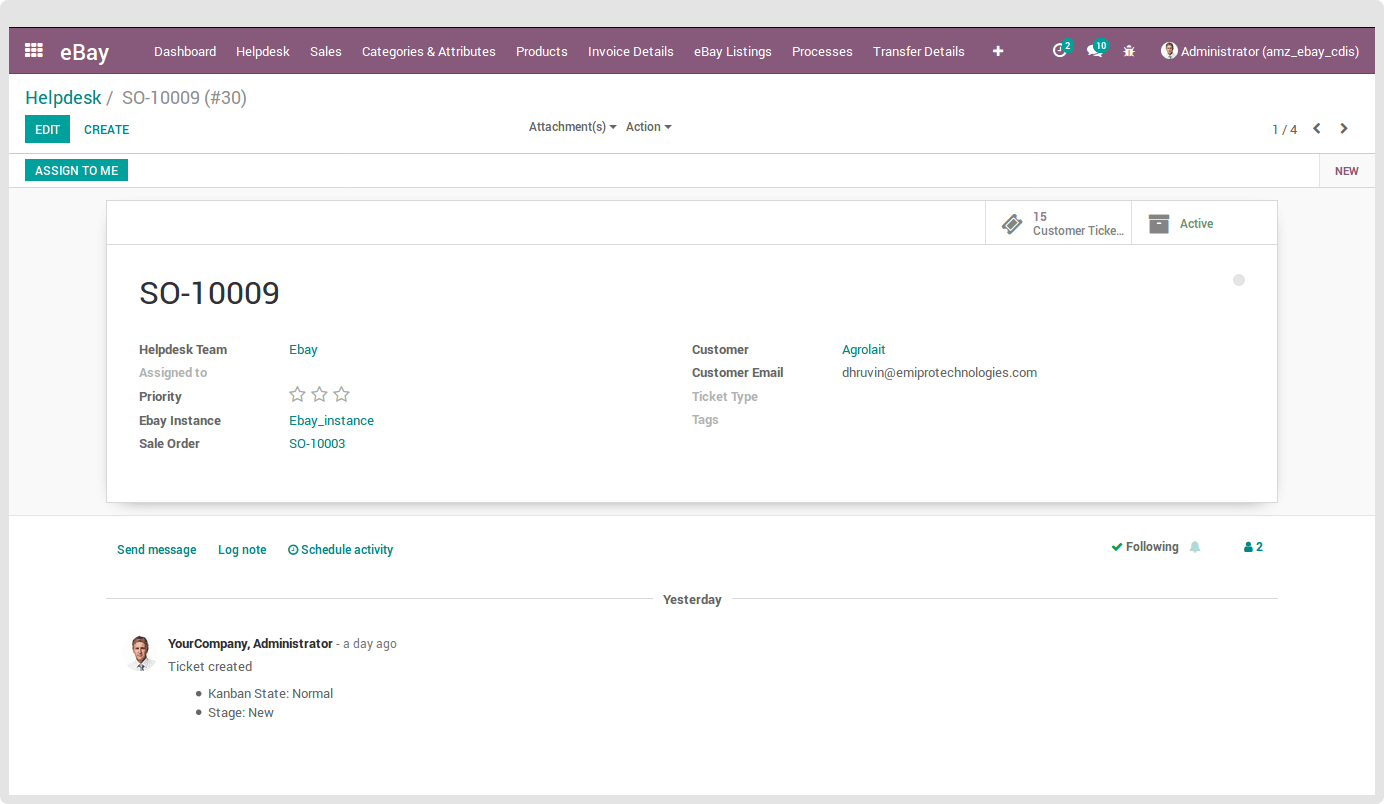 eBay Dashboard Helpdesk Sales Categories & Attributes Products Invoice Details eBay Listings Processes Transfer Details 2 10 Administrator (amz_ebay_cdis)
Helpdesk / SO-10009 (#30)
EDIT CREATE Attachment(s) Action 1 / 4
ASSIGN TO ME NEW
15
Customer Ticke... Active
SO-10009
Helpdesk Team Ebay Customer Agrolait
Assigned to Customer Email dhruvin@emiprotechnologies.com
Priority Ticket Type
Ebay Instance Ebay_instance Tags
Sale Order SO-10003
Send message Log note Schedule activity Following 2
Yesterday
YourCompany, Administrator - a day ago
Ticket created
Kanban State: Normal
Stage: New